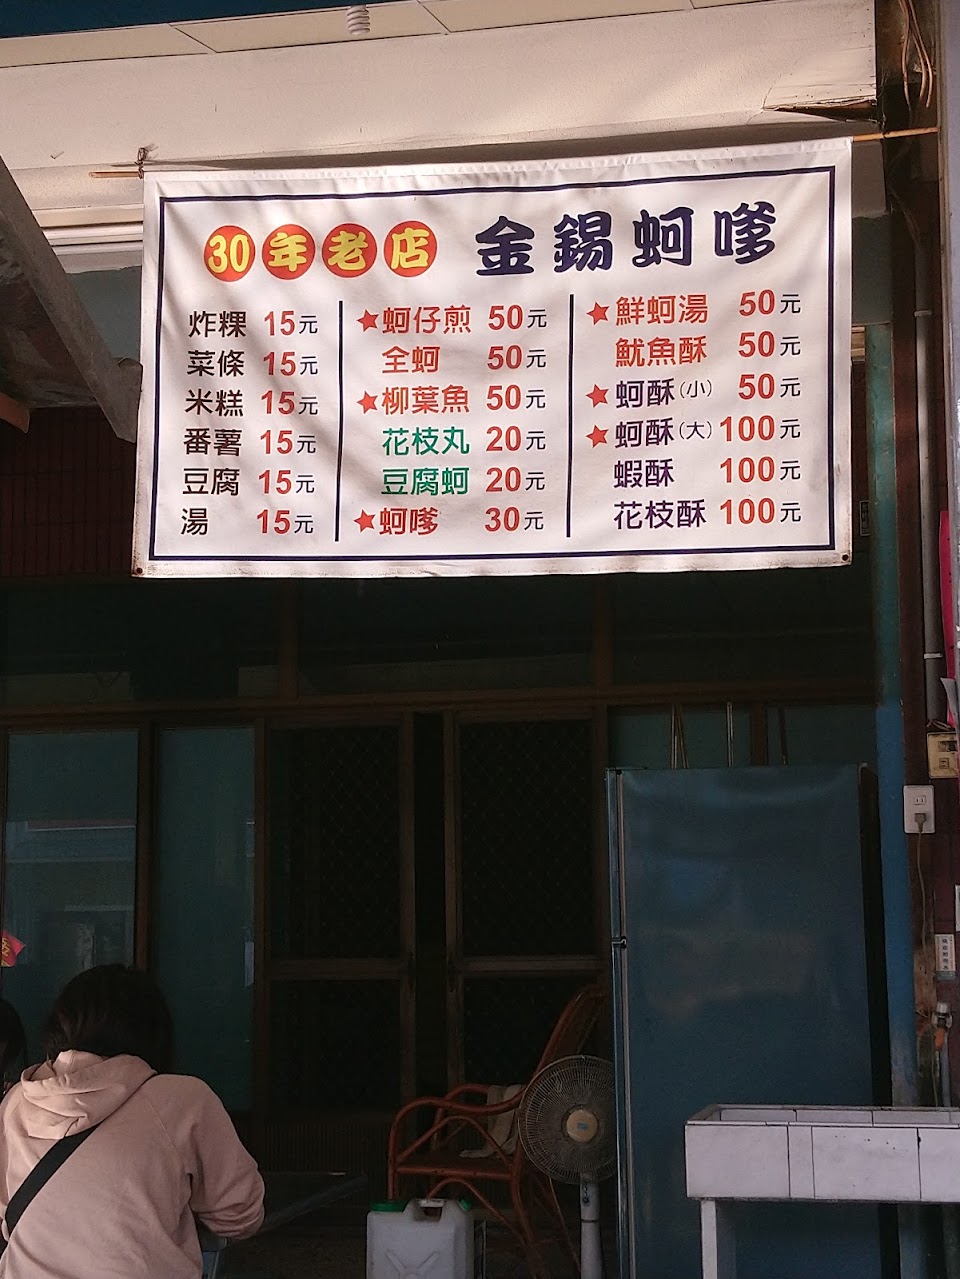 30年老店 金錫蚵嗲
炸粿 15元
菜條 15元
米糕 15元
番薯 15元
豆腐 15元
湯 15元
★蚵仔煎 50元
全蚵 50元
★柳葉魚 50元
花枝丸 20元
豆腐蚵 20元
★蚵嗲 30元
★鮮蚵湯 50元
魷魚酥 50元
★蚵酥(小) 50元
★蚵酥(大) 100元
蝦酥 100元
花枝酥 100元